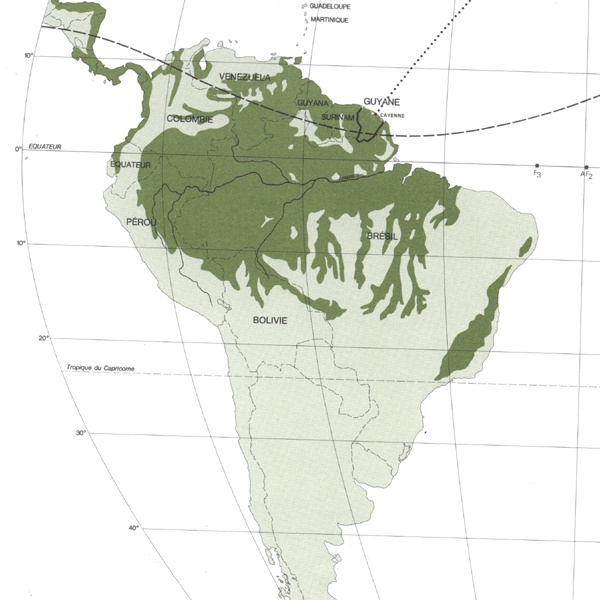 GUADELOUPE
MARTINIQUE
10°
VENEZUELA
GUYANA
GUYANE
SURINAM
CAYENNE
COLOMBIE
0°
EQUATEUR
EQUATEUR
F3
AF2
PÉROU
BRÉSIL
10°
BOLIVIE
20°
Tropique du Capricorne
30°
40°